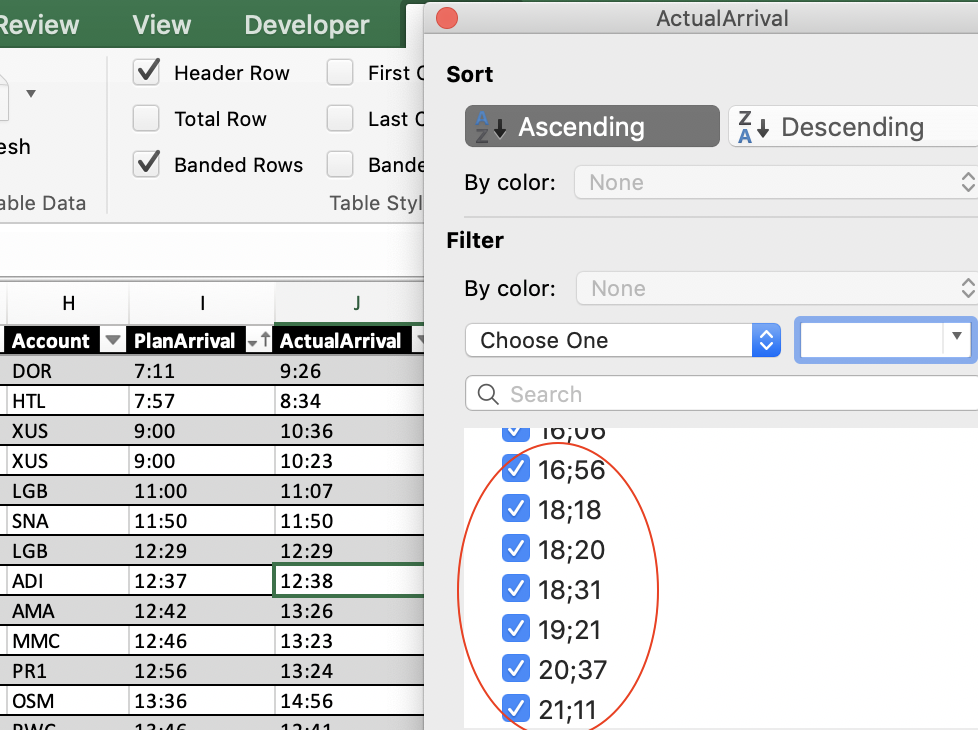 Review View Developer
ActualArrival
Header Row First C
Total Row Last C
Banded Rows Bande
esh
able Data Table Styl
Sort
Ascending Descending
By color: None
Filter
By color: None
Choose One
Search
H I J
Account PlanArrival ActualArrival
DOR 7:11 9:26
HTL 7:57 8:34
XUS 9:00 10:36
XUS 9:00 10:23
LGB 11:00 11:07
SNA 11:50 11:50
LGB 12:29 12:29
ADI 12:37 12:38
AMA 12:42 13:26
MMC 12:46 13:23
PR1 12:56 13:24
OSM 13:36 14:56
16;06
16;56
18;18
18;20
18;31
19;21
20;37
21;11